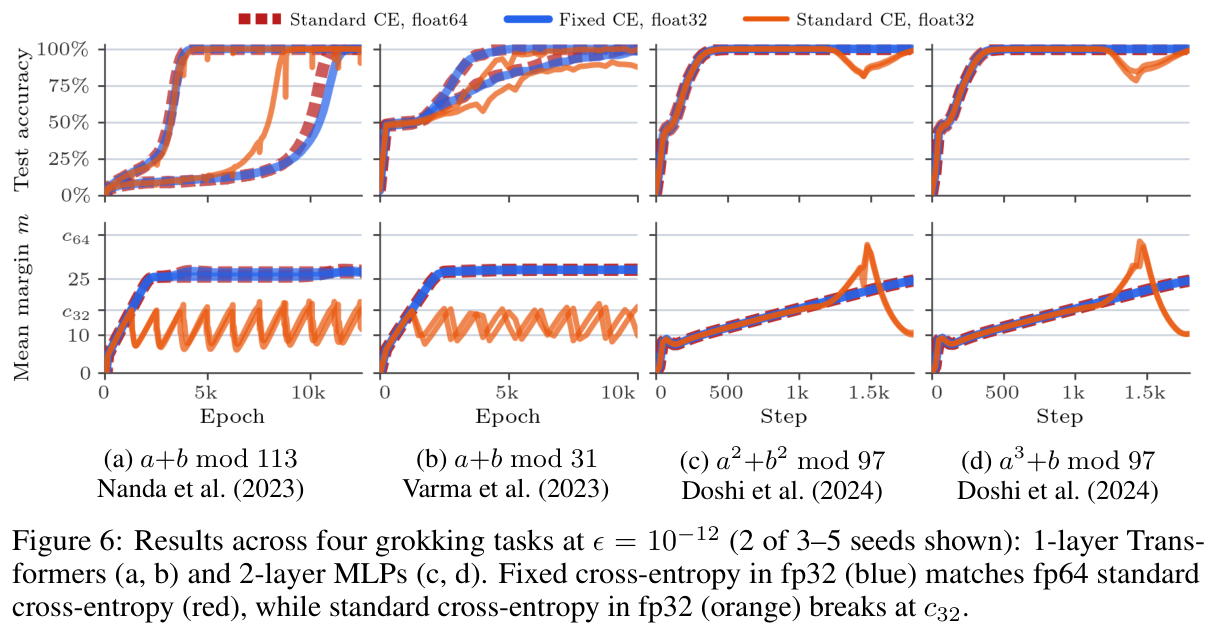 Standard CE, float64 Fixed CE, float32 Standard CE, float32
Test accuracy
100%
75%
50%
25%
0%
Mean margin m
c₆₄
25
c₃₂
10
0
0 5k 10k
Epoch
0 5k 10k
Epoch
0 500 1k 1.5k
Step
0 500 1k 1.5k
Step
(a) a+b mod 113
Nanda et al. (2023)
(b) a+b mod 31
Varma et al. (2023)
(c) a²+b² mod 97
Doshi et al. (2024)
(d) a³+b mod 97
Doshi et al. (2024)
Figure 6: Results across four grokking tasks at ϵ = 10⁻¹² (2 of 3–5 seeds shown): 1-layer Trans-
formers (a, b) and 2-layer MLPs (c, d). Fixed cross-entropy in fp32 (blue) matches fp64 standard
cross-entropy (red), while standard cross-entropy in fp32 (orange) breaks at c₃₂.